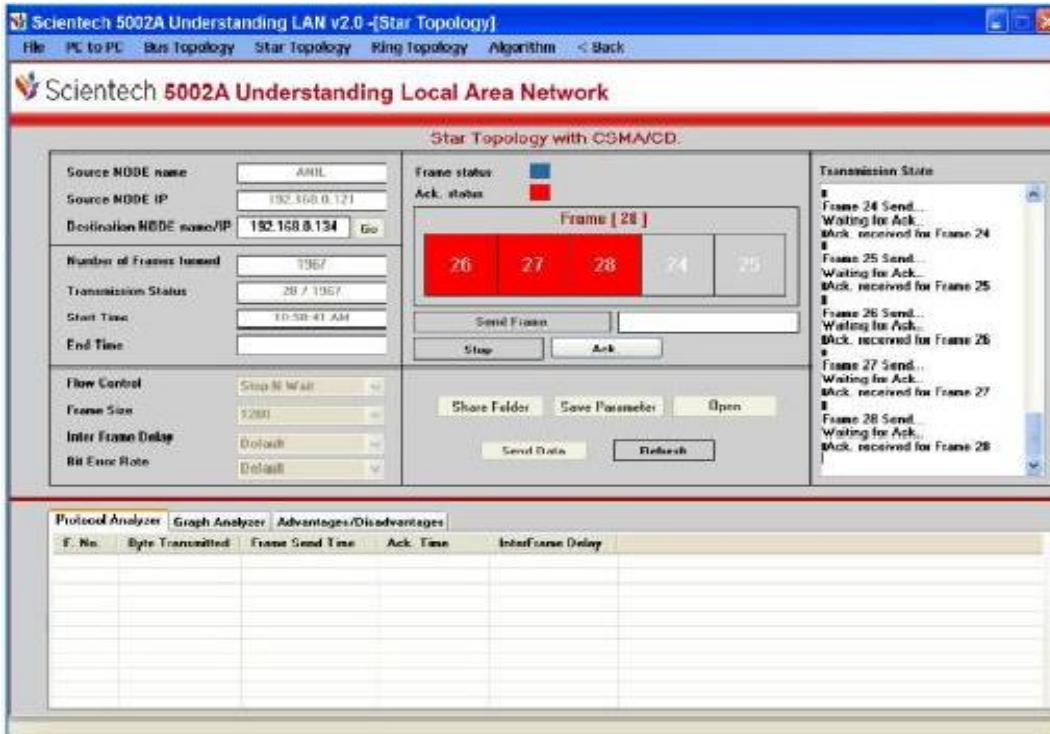 Scientech 5002A Understanding LAN v2.0 -[Star Topology]
File PC to PC Bus Topology Star Topology Ring Topology Algorithm < Back
Scientech 5002A Understanding Local Area Network
Star Topology with CSMA/CD.
Source NODE name ANIL
Source NODE IP 192.168.0.121
Destination NODE name/IP 192.168.0.134 Go
Number of Frames formed 1967
Transmission Status 28 / 1967
Start Time 10:58:41 AM
End Time
Flow Control Stop N Wait
Frame Size 1200
Inter Frame Delay Default
Bit Error Rate Default
Frame status
Ack. status
Frame [ 28 ]
26 27 28 24 25
Send Frame
Stop Ack
Share Folder Save Parameter Open
Send Data Refresh
Transmission State
Frame 24 Send...
Waiting for Ack..
Ack. received for Frame 24
Frame 25 Send...
Waiting for Ack..
Ack. received for Frame 25
Frame 26 Send...
Waiting for Ack..
Ack. received for Frame 26
Frame 27 Send...
Waiting for Ack..
Ack. received for Frame 27
Frame 28 Send...
Waiting for Ack..
Ack. received for Frame 28
Protocol Analyzer Graph Analyzer Advantages/Disadvantages
F. No. Byte Transmitted Frame Send Time Ack. Time InterFrame Delay